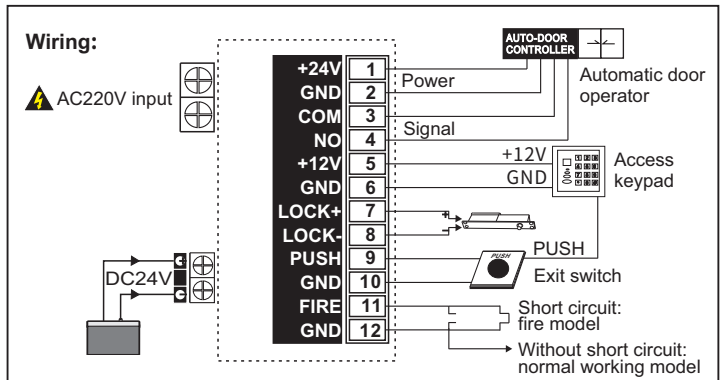 Wiring:
AC220V input
DC24V
+24V 1
GND 2
COM 3
NO 4
+12V 5
GND 6
LOCK+ 7
LOCK- 8
PUSH 9
GND 10
FIRE 11
GND 12
Power
Signal
AUTO-DOOR
CONTROLLER
Automatic door
operator
+12V
GND
Access
keypad
+
-
PUSH
PUSH
Exit switch
Short circuit:
fire model
Without short circuit:
normal working model